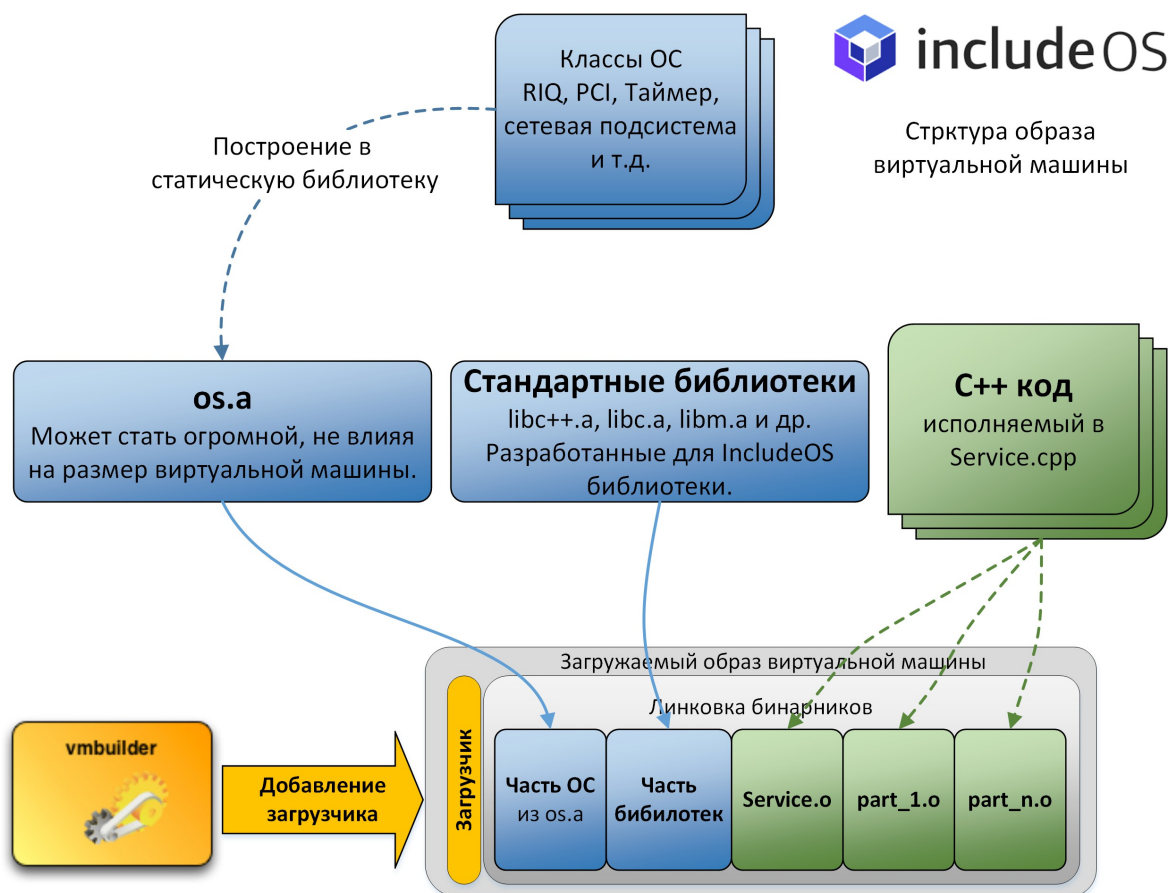 Классы ОС
RIQ, PCI, Таймер,
сетевая подсистема
и т.д.
includeOS
Стрктура образа
виртуальной машины
Построение в
статическую библиотеку
os.a
Может стать огромной, не влияя
на размер виртуальной машины.
Стандартные библиотеки
libc++.a, libc.a, libm.a и др.
Разработанные для IncludeOS
библиотеки.
C++ код
исполняемый в
Service.cpp
Загружаемый образ виртуальной машины
Линковка бинарников
vmbuilder
Добавление
загрузчика
Загрузчик
Часть ОС
из os.a
Часть
бибилотек
Service.o
part_1.o
part_n.o